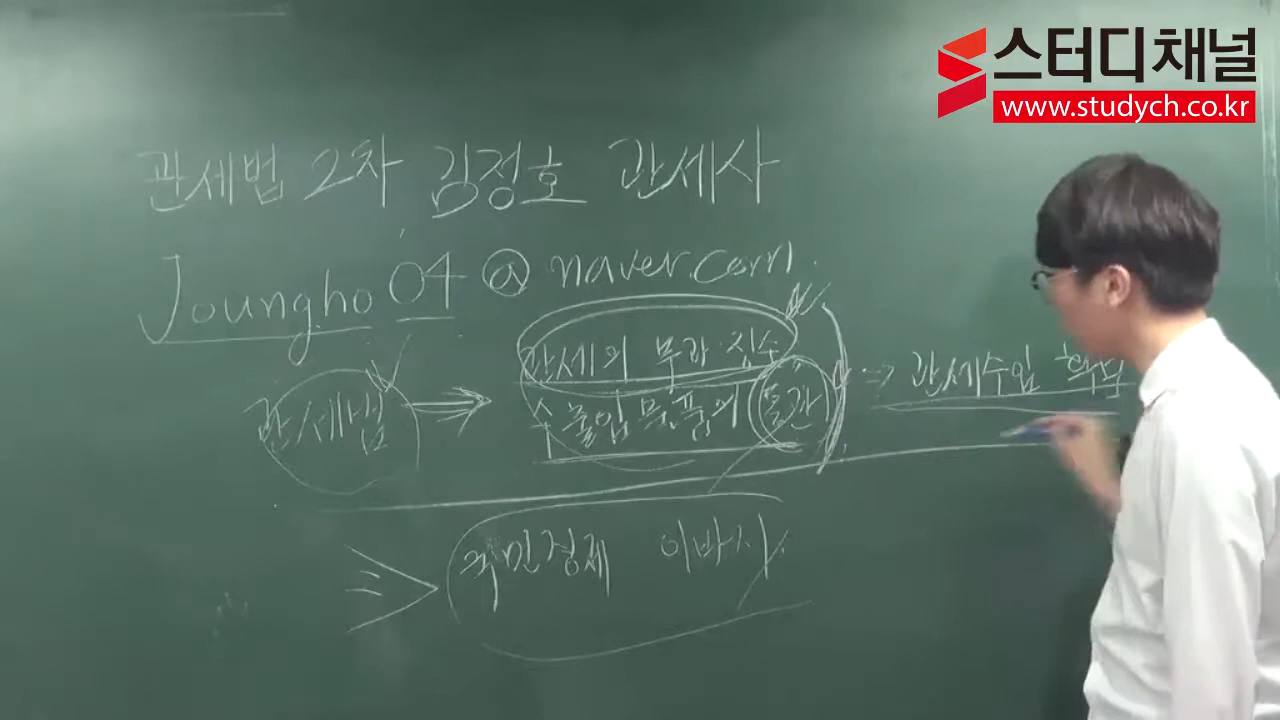 스터디채널
www.studych.co.kr
관세법 2차 김정호 관세사
Joungho04@naver.com
관세법 관세의 부과·징수
수출입 물품의 통관 → 관세수입 확보
국민경제 이바지